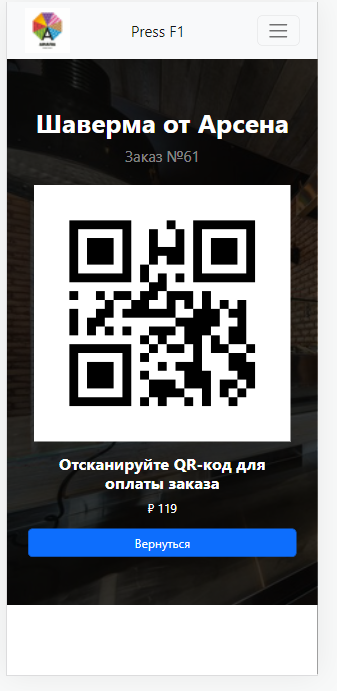 Press F1
Шаверма от Арсена
Заказ №61
Отсканируйте QR-код для
оплаты заказа
₽ 119
Вернуться